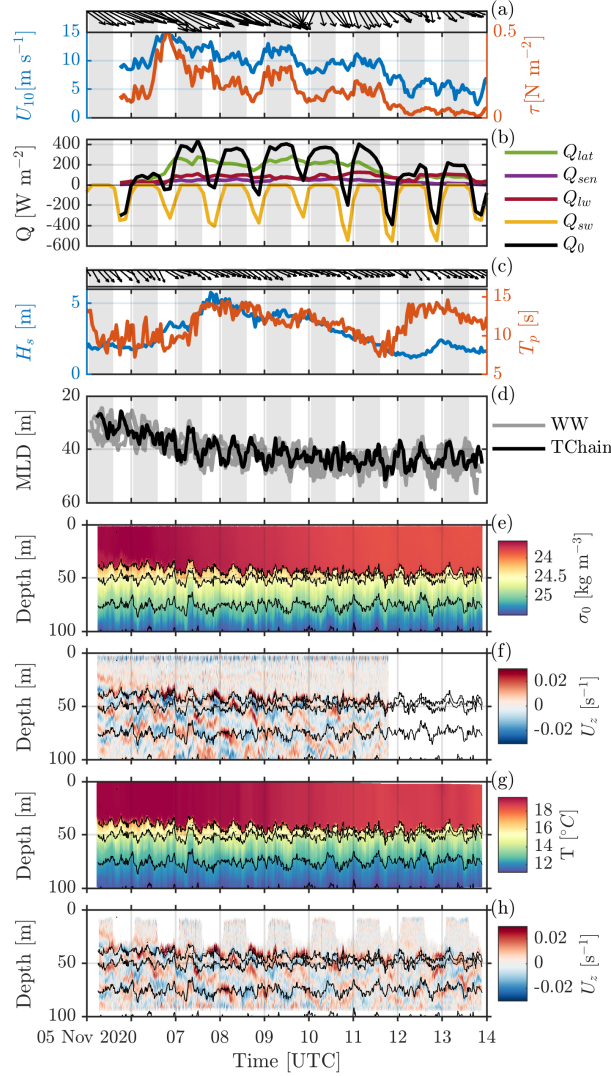 (a)
15
10
5
0
U10[m s−1]
0.5
0
τ[N m−2]
(b)
400
200
0
-200
-400
-600
Q [W m−2]
Qlat
Qsen
Qlw
Qsw
Q0
(c)
5
0
Hs [m]
15
10
5
Tp [s]
(d)
20
40
60
MLD [m]
WW
TChain
(e)
0
50
100
Depth [m]
24
24.5
25
σ0 [kg m−3]
(f)
0
50
100
Depth [m]
0.02
0
-0.02
Uz [s−1]
(g)
0
50
100
Depth [m]
18
16
14
12
T [°C]
(h)
0
50
100
Depth [m]
0.02
0
-0.02
Uz [s−1]
05 Nov 2020 07 08 09 10 11 12 13 14
Time [UTC]